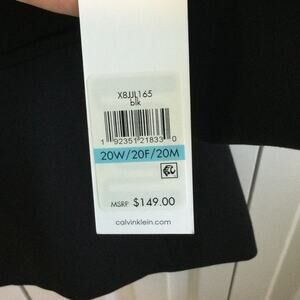 X8JJL165
blk
1 92351 21833 0
20W/20F/20M
MSRP $149.00
calvinklein.com